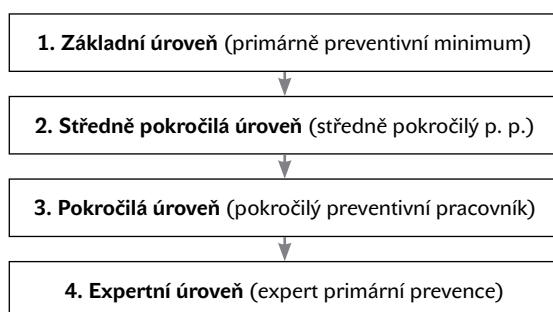 1. Základní úroveň (primárně preventivní minimum)
2. Středně pokročilá úroveň (středně pokročilý p. p.)
3. Pokročilá úroveň (pokročilý preventivní pracovník)
4. Expertní úroveň (expert primární prevence)